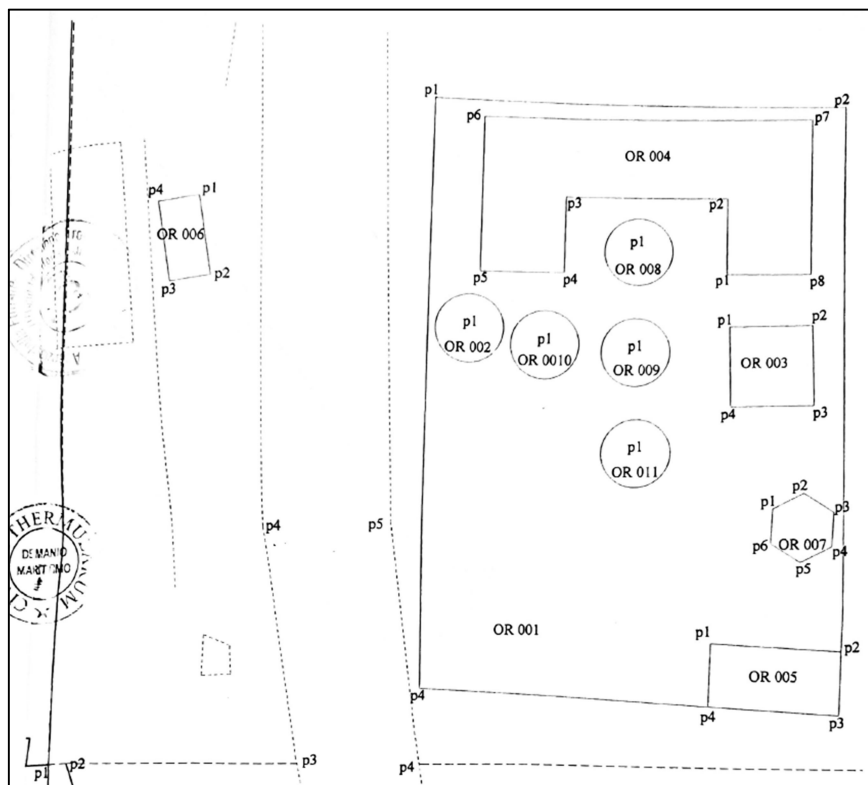 p1
p2
p6
p7
OR 004
p4
p1
p3
p2
OR 006
p1
OR 008
p3
p2
p5
p4
p1
p8
p1
OR 002
p1
OR 0010
p1
OR 009
p1
p2
OR 003
p4
p3
p1
OR 011
p2
p1
p3
p6
OR 007
p4
p5
p4
p5
THERMU
DEMANIO
MARITTIMO
OR 001
p1
p2
OR 005
p4
p4
p3
p1
p2
p3
p4